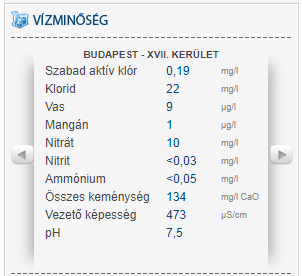 VÍZMINŐSÉG
BUDAPEST - XVII. KERÜLET
Szabad aktív klór 0,19 mg/l
Klorid 22 mg/l
Vas 9 µg/l
Mangán 1 µg/l
Nitrát 10 mg/l
Nitrit <0,03 mg/l
Ammónium <0,05 mg/l
Összes keménység 134 mg/l CaO
Vezető képesség 473 µS/cm
pH 7,5